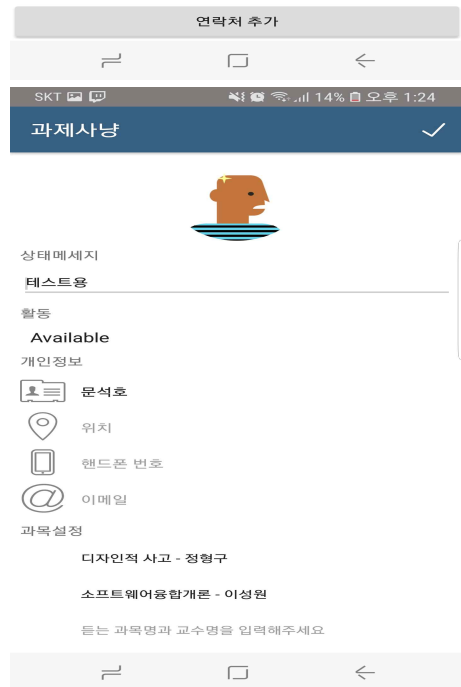 연락처 추가
SKT 14% 오후 1:24
과제사냥
상태메세지
테스트용
활동
Available
개인정보
문석호
위치
핸드폰 번호
이메일
과목설정
디자인적 사고 - 정형구
소프트웨어융합개론 - 이성원
듣는 과목명과 교수명을 입력해주세요